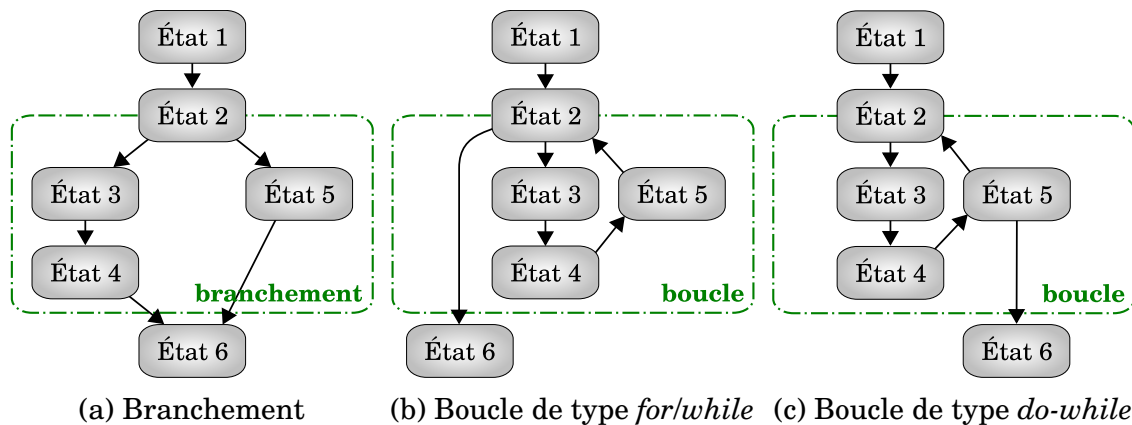 État 1
État 2
État 3
État 5
État 4
branchement
État 6
(a) Branchement
État 1
État 2
État 3
État 5
État 4
boucle
État 6
(b) Boucle de type for/while
État 1
État 2
État 3
État 5
État 4
boucle
État 6
(c) Boucle de type do-while